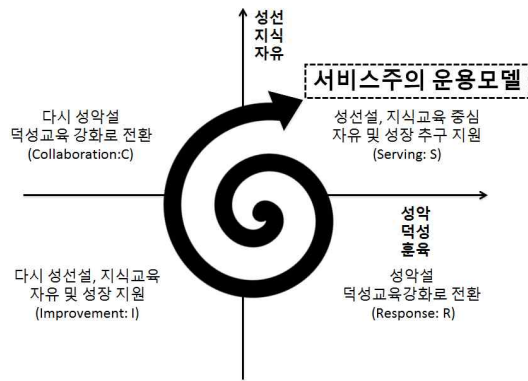 성선
지식
자유
서비스주의 운용모델
다시 성악설
덕성교육 강화로 전환
(Collaboration:C)
성선설, 지식교육 중심
자유 및 성장 추구 지원
(Serving: S)
성악
덕성
훈육
다시 성선설, 지식교육
자유 및 성장 지원
(Improvement: I)
성악설
덕성교육강화로 전환
(Response: R)